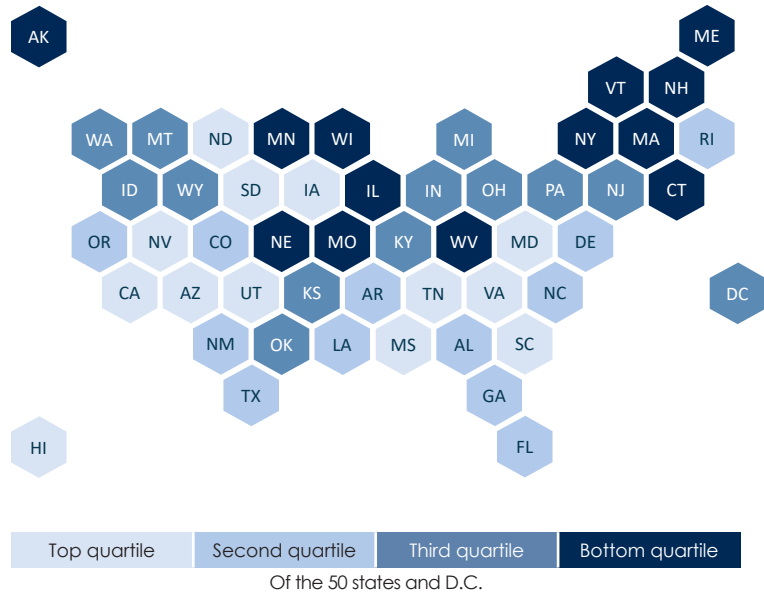 AK
ME
VT NH
WA MT ND MN WI MI NY MA RI
ID WY SD IA IL IN OH PA NJ CT
OR NV CO NE MO KY WV MD DE
CA AZ UT KS AR TN VA NC DC
NM OK LA MS AL SC
TX GA
HI FL
Top quartile Second quartile Third quartile Bottom quartile
Of the 50 states and D.C.